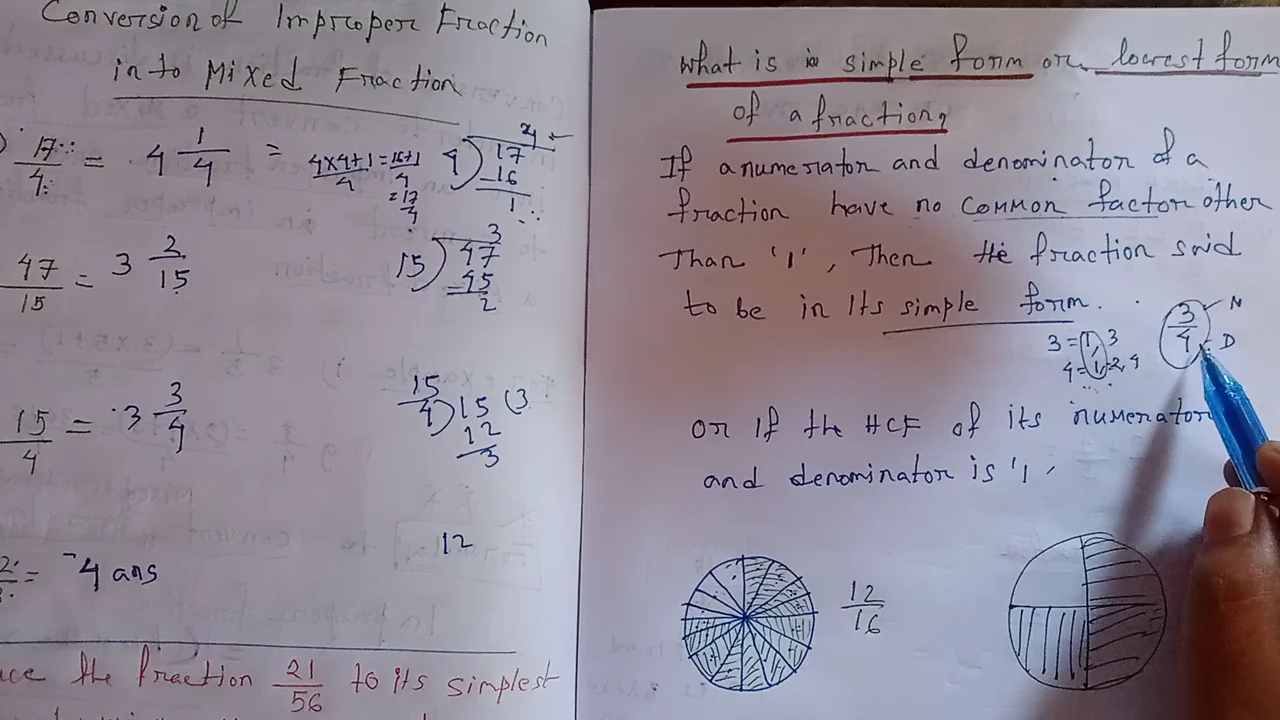 Conversion of Improper Fraction
in to Mixed Fraction
17/4 = 4 1/4 = 4x4+1/4 = 16+1/4
= 17/4
4 ) 17 ( 4
-16
1
47/15 = 3 2/15
15 ) 47 ( 3
-45
2
15/4 = 3 3/4
15/4 ) 15 ( 3
12
3
12
= 4 ans
the fraction 21/56 to its simplest
what is simple form or lowest form
of a fraction?
If a numerator and denominator of a
fraction have no common factor other
Than '1', Then the fraction said
to be in Its simple form.
3/4 N
D
3 = 1, 3
4 = 1, 2, 4
or If the HCF of its numerator
and denominator is '1'
12/16